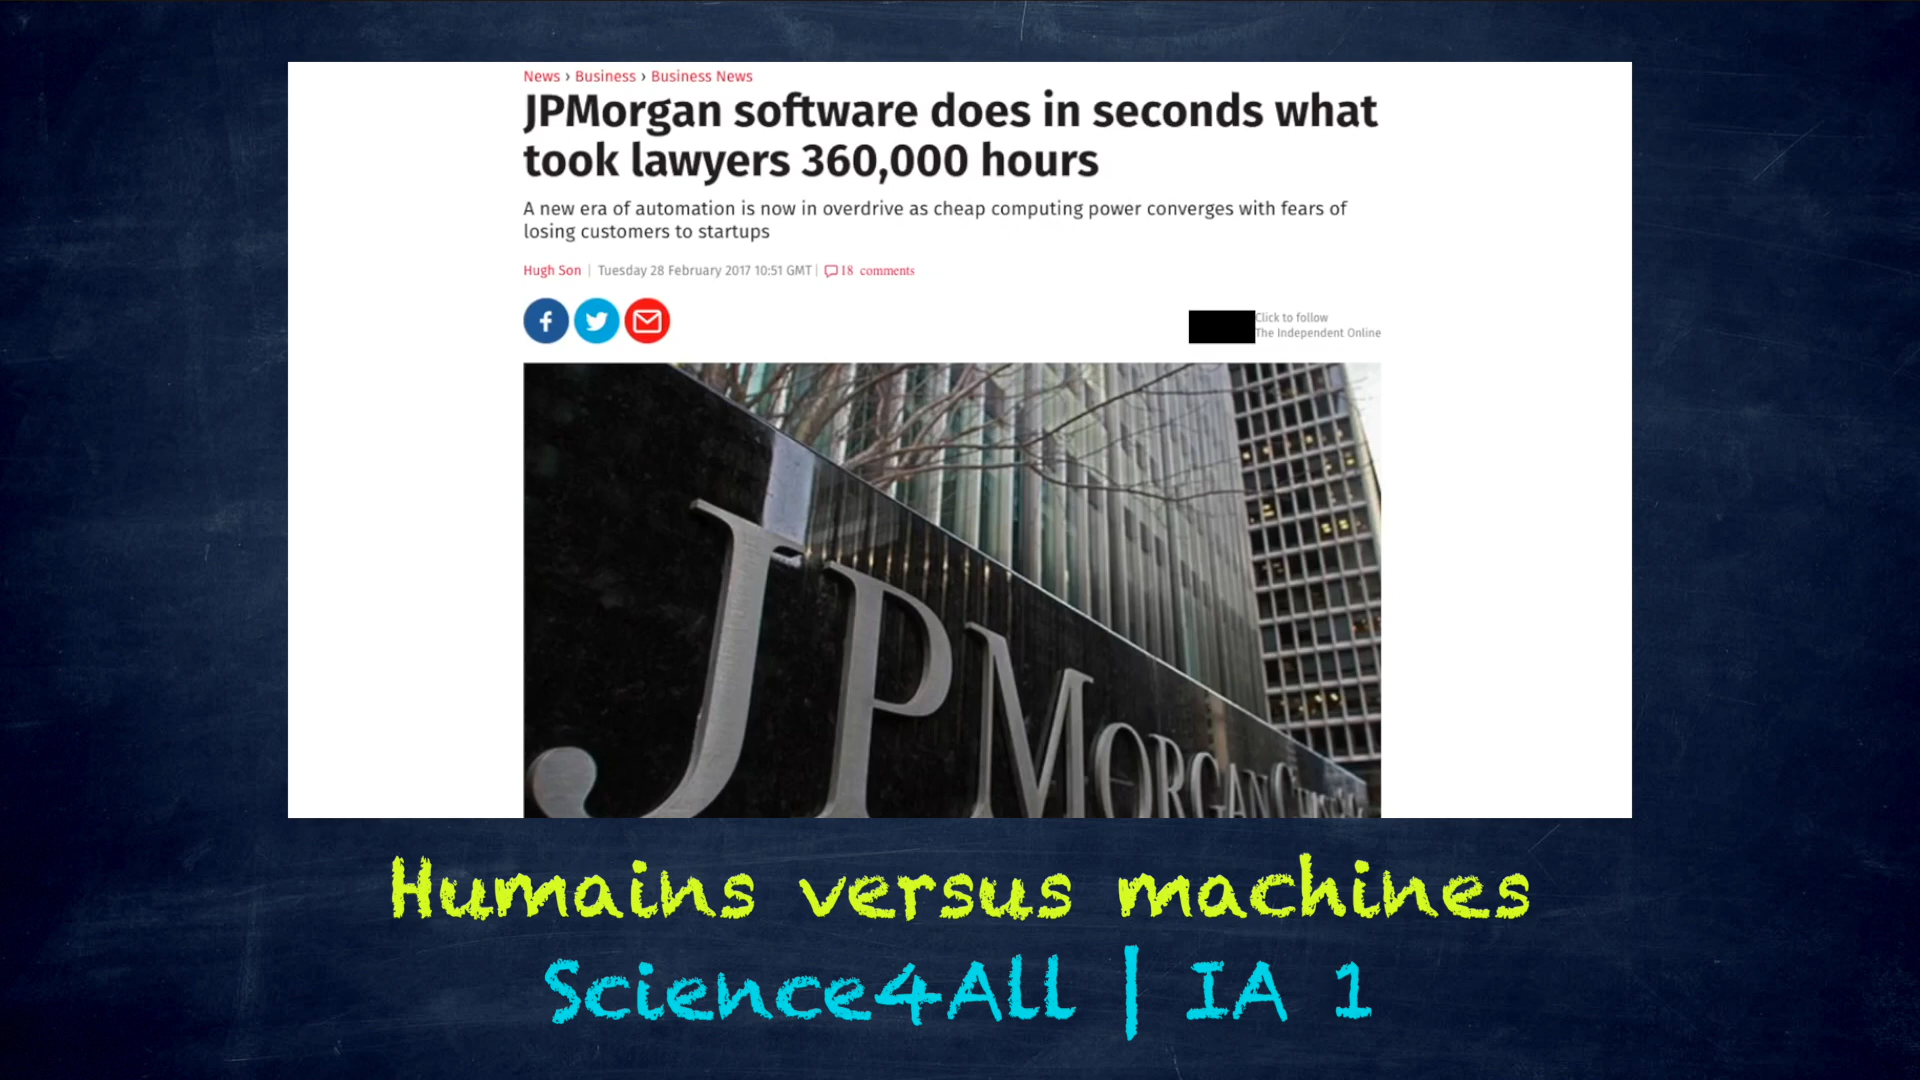 News › Business › Business News
JPMorgan software does in seconds what
took lawyers 360,000 hours
A new era of automation is now in overdrive as cheap computing power converges with fears of
losing customers to startups
Hugh Son | Tuesday 28 February 2017 10:51 GMT | 18 comments
Click to follow
The Independent Online
JPMORGAN
Humains versus machines
Science4All | IA 1